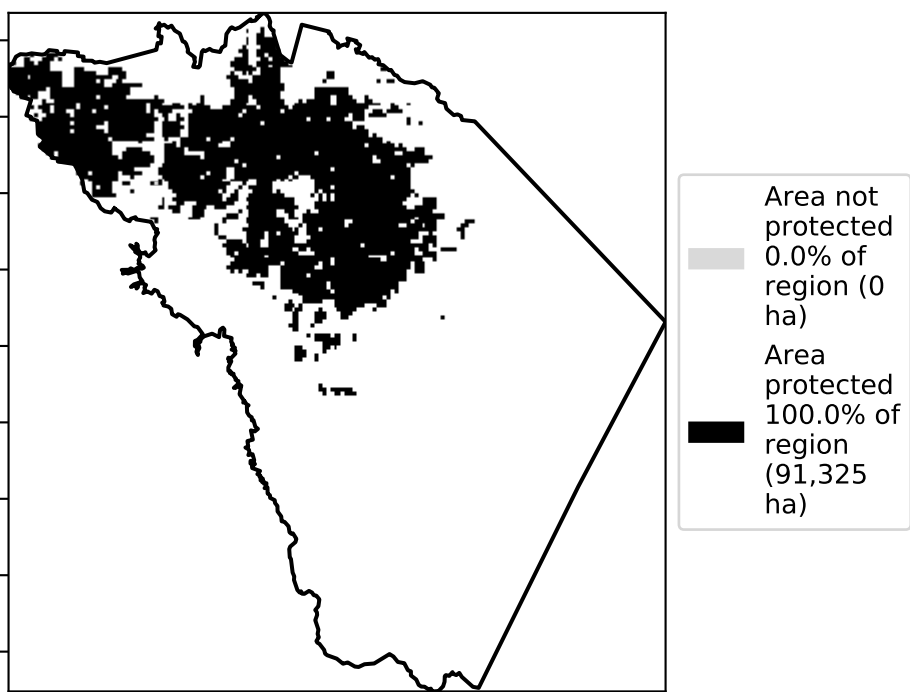 Area not
protected
0.0% of
region (0
ha)
Area
protected
100.0% of
region
(91,325
ha)